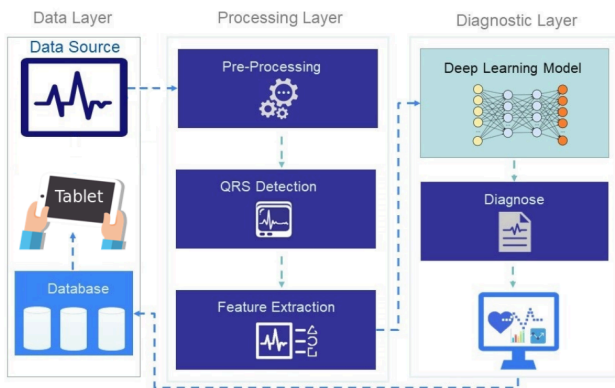 Data Layer
Processing Layer
Diagnostic Layer
Data Source
Pre-Processing
Deep Learning Model
Tablet
QRS Detection
Diagnose
Database
Feature Extraction